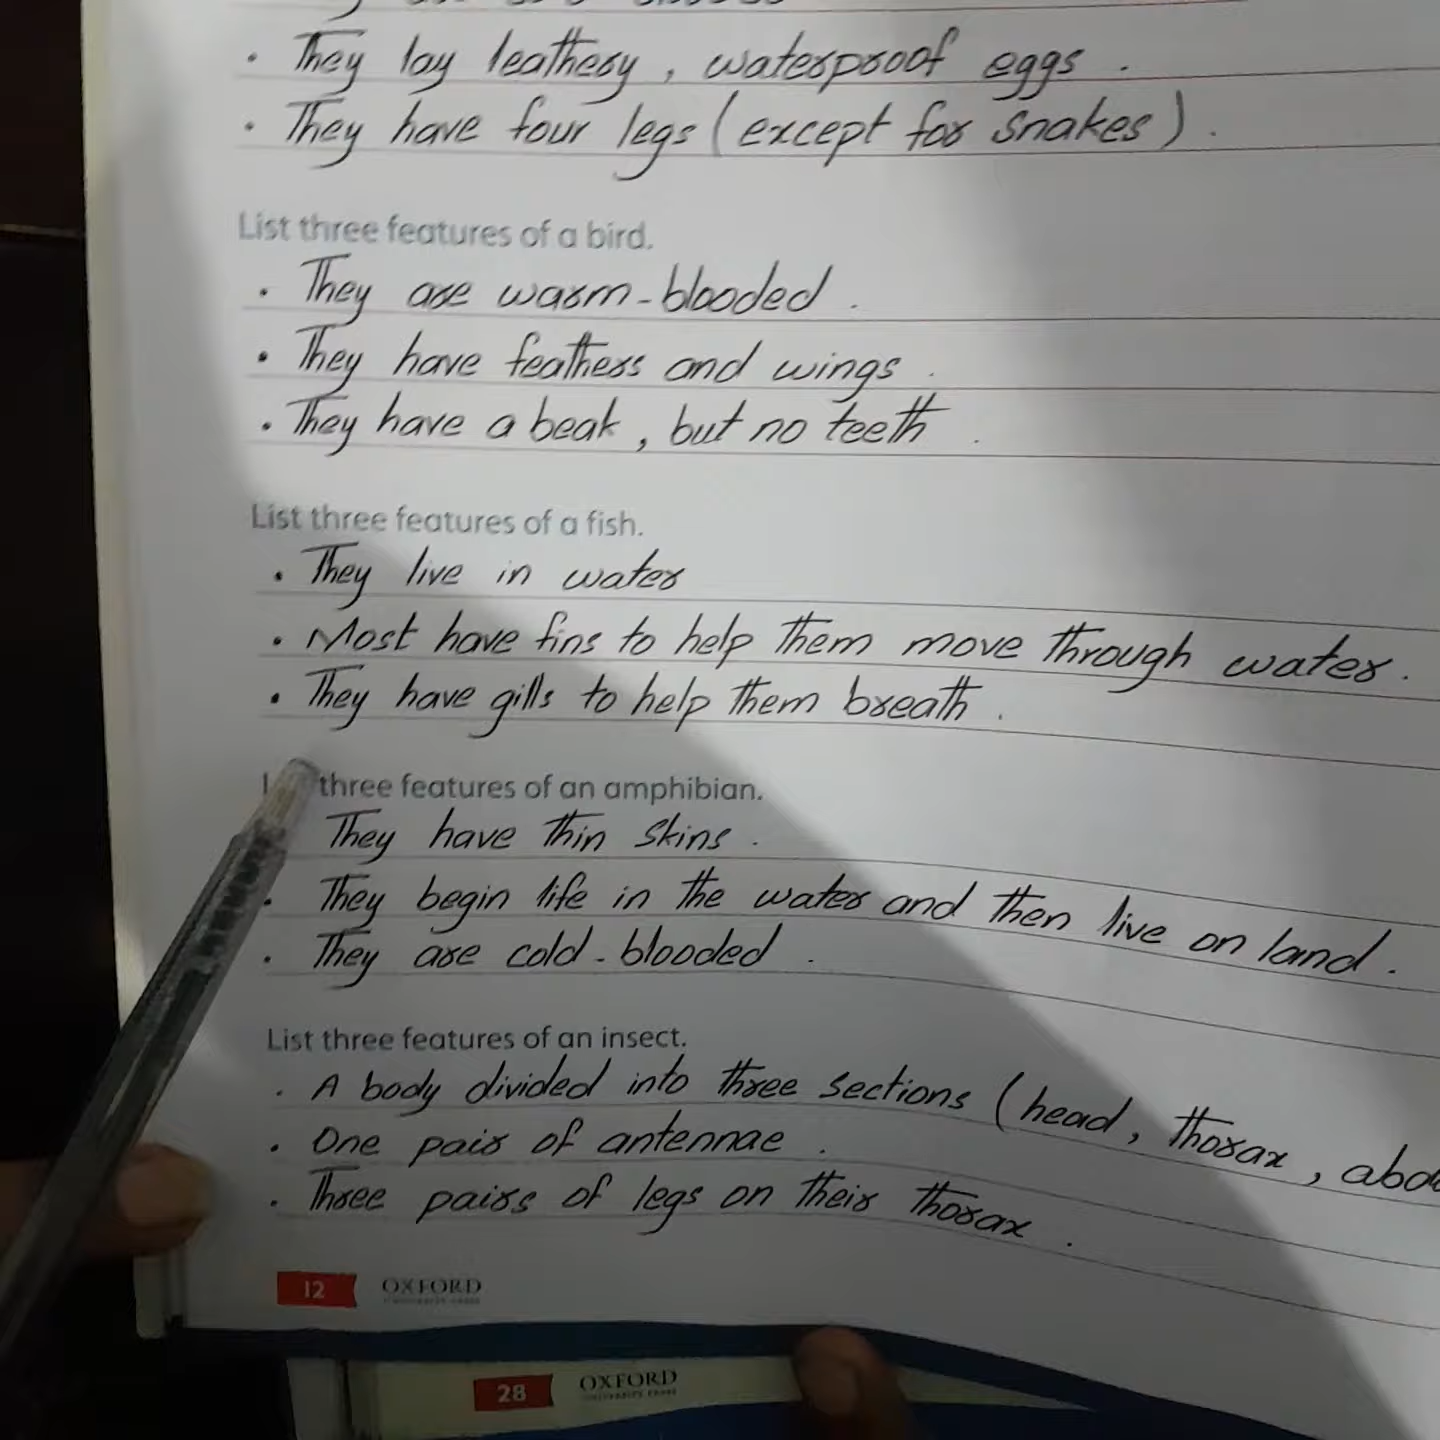 • They lay leathery, waterproof eggs.
• They have four legs (except for snakes).
List three features of a bird.
• They are warm-blooded.
• They have feathers and wings.
• They have a beak, but no teeth.
List three features of a fish.
• They live in water
• Most have fins to help them move through water.
• They have gills to help them breath.
three features of an amphibian.
They have thin skins.
• They begin life in the water and then live on land.
• They are cold-blooded.
List three features of an insect.
• A body divided into three sections (head, thorax,
• One pair of antennae.
• Three pairs of legs on their thorax.
12 OXFORD
28 OXFORD
UNIVERSITY PRESS